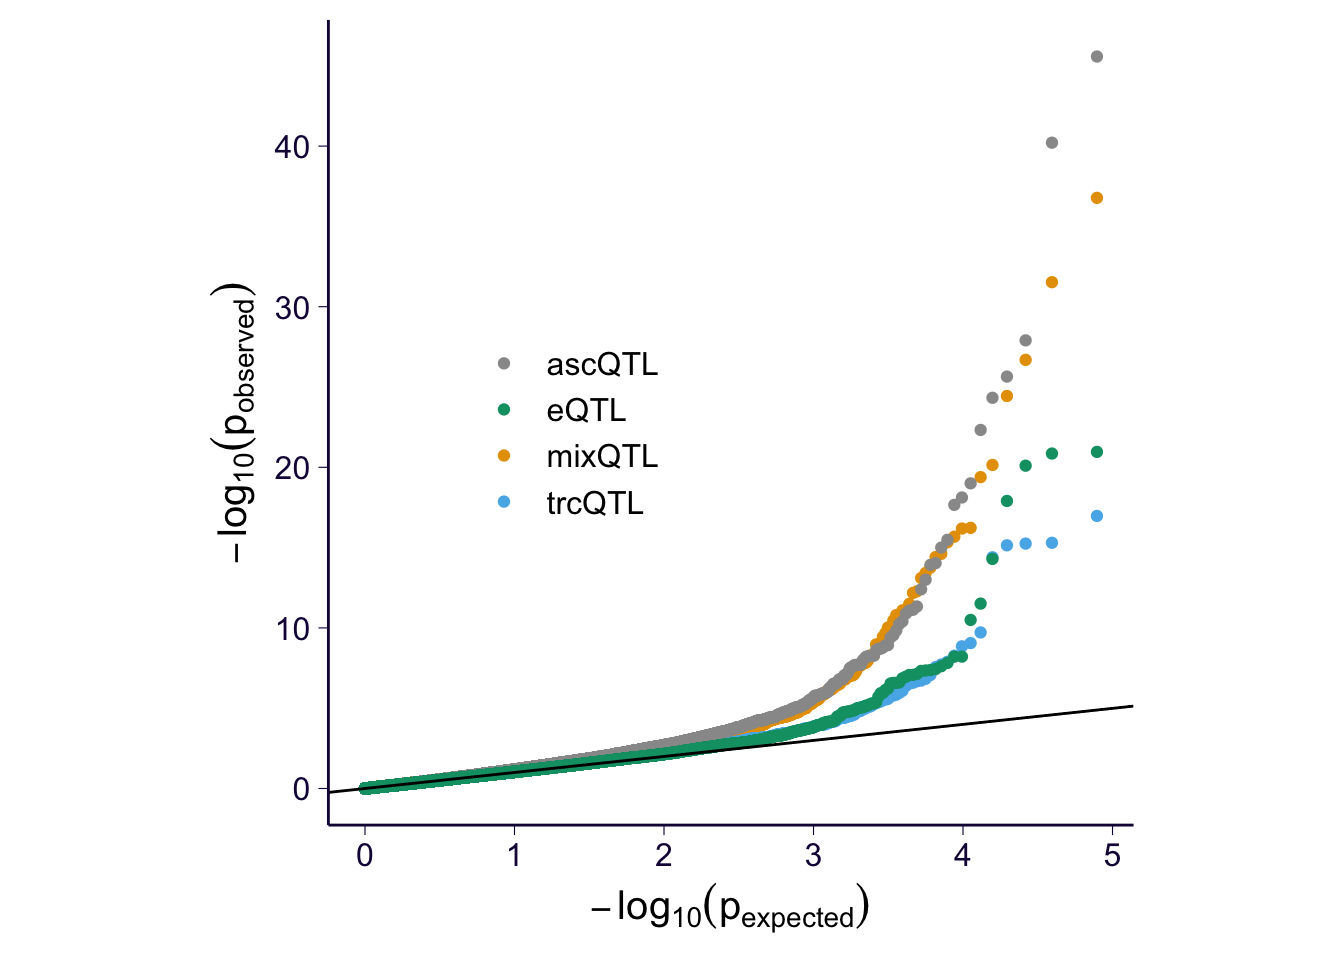 40
30
20
10
0
−log10(pobserved)
ascQTL
eQTL
mixQTL
trcQTL
0 1 2 3 4 5
−log10(pexpected)